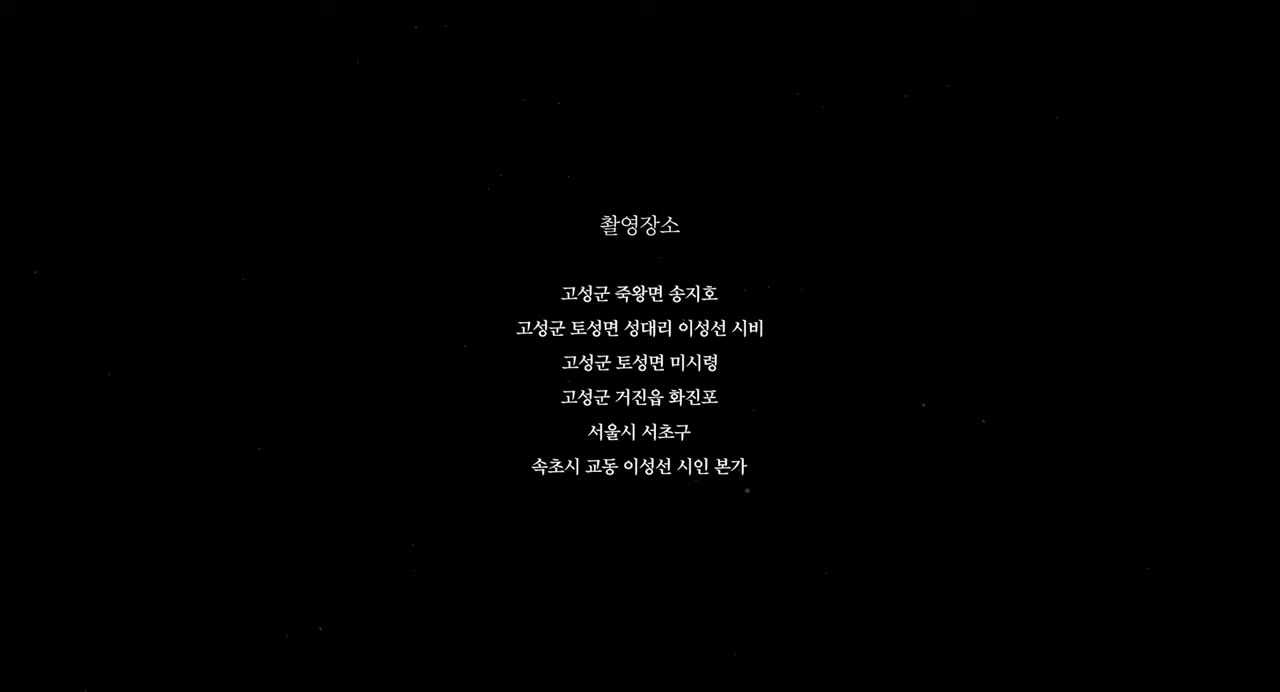 촬영장소
고성군 죽왕면 송지호
고성군 토성면 성대리 이성선 시비
고성군 토성면 미시령
고성군 거진읍 화진포
서울시 서초구
속초시 교동 이성선 시인 본가